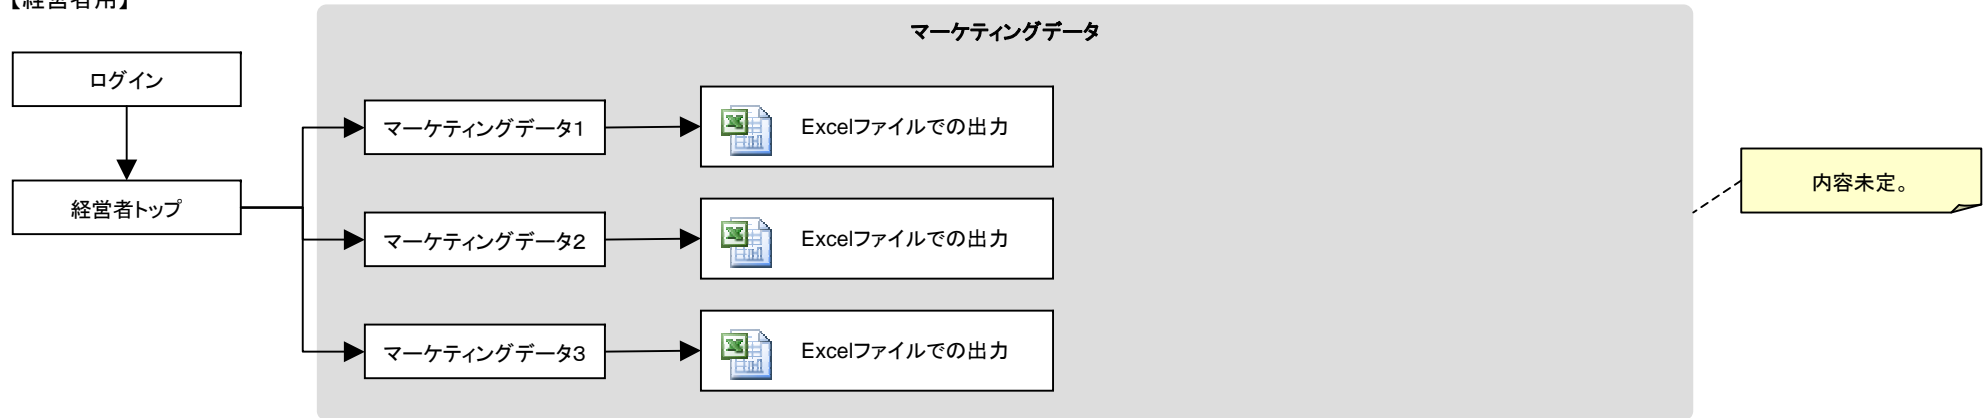 【経営者用】
マーケティングデータ
ログイン
経営者トップ
マーケティングデータ1
Excelファイルでの出力
マーケティングデータ2
Excelファイルでの出力
マーケティングデータ3
Excelファイルでの出力
内容未定。